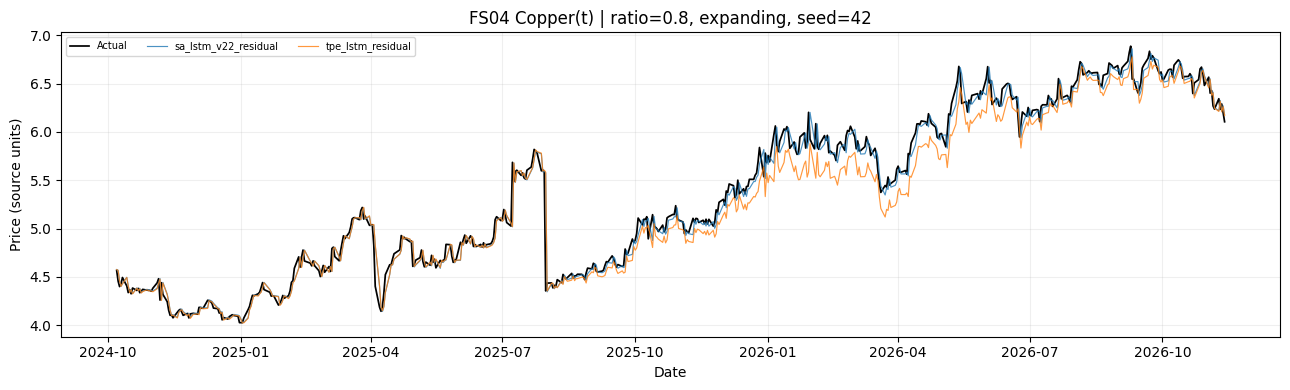 FS04 Copper(t) | ratio=0.8, expanding, seed=42
Actual
sa_lstm_v22_residual
tpe_lstm_residual
Price (source units)
7.0
6.5
6.0
5.5
5.0
4.5
4.0
2024-10
2025-01
2025-04
2025-07
2025-10
2026-01
2026-04
2026-07
2026-10
Date